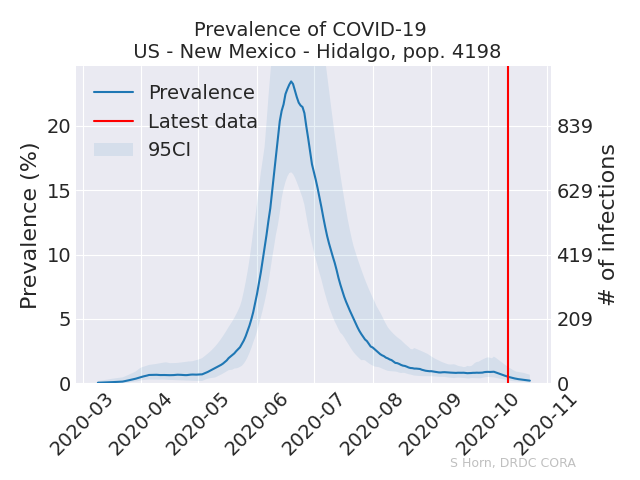 Prevalence of COVID-19
US - New Mexico - Hidalgo, pop. 4198
Prevalence
Latest data
95CI
Prevalence (%)
20
15
10
5
0
839
629
419
209
0
# of infections
2020-03
2020-04
2020-05
2020-06
2020-07
2020-08
2020-09
2020-10
2020-11
S Horn, DRDC CORA